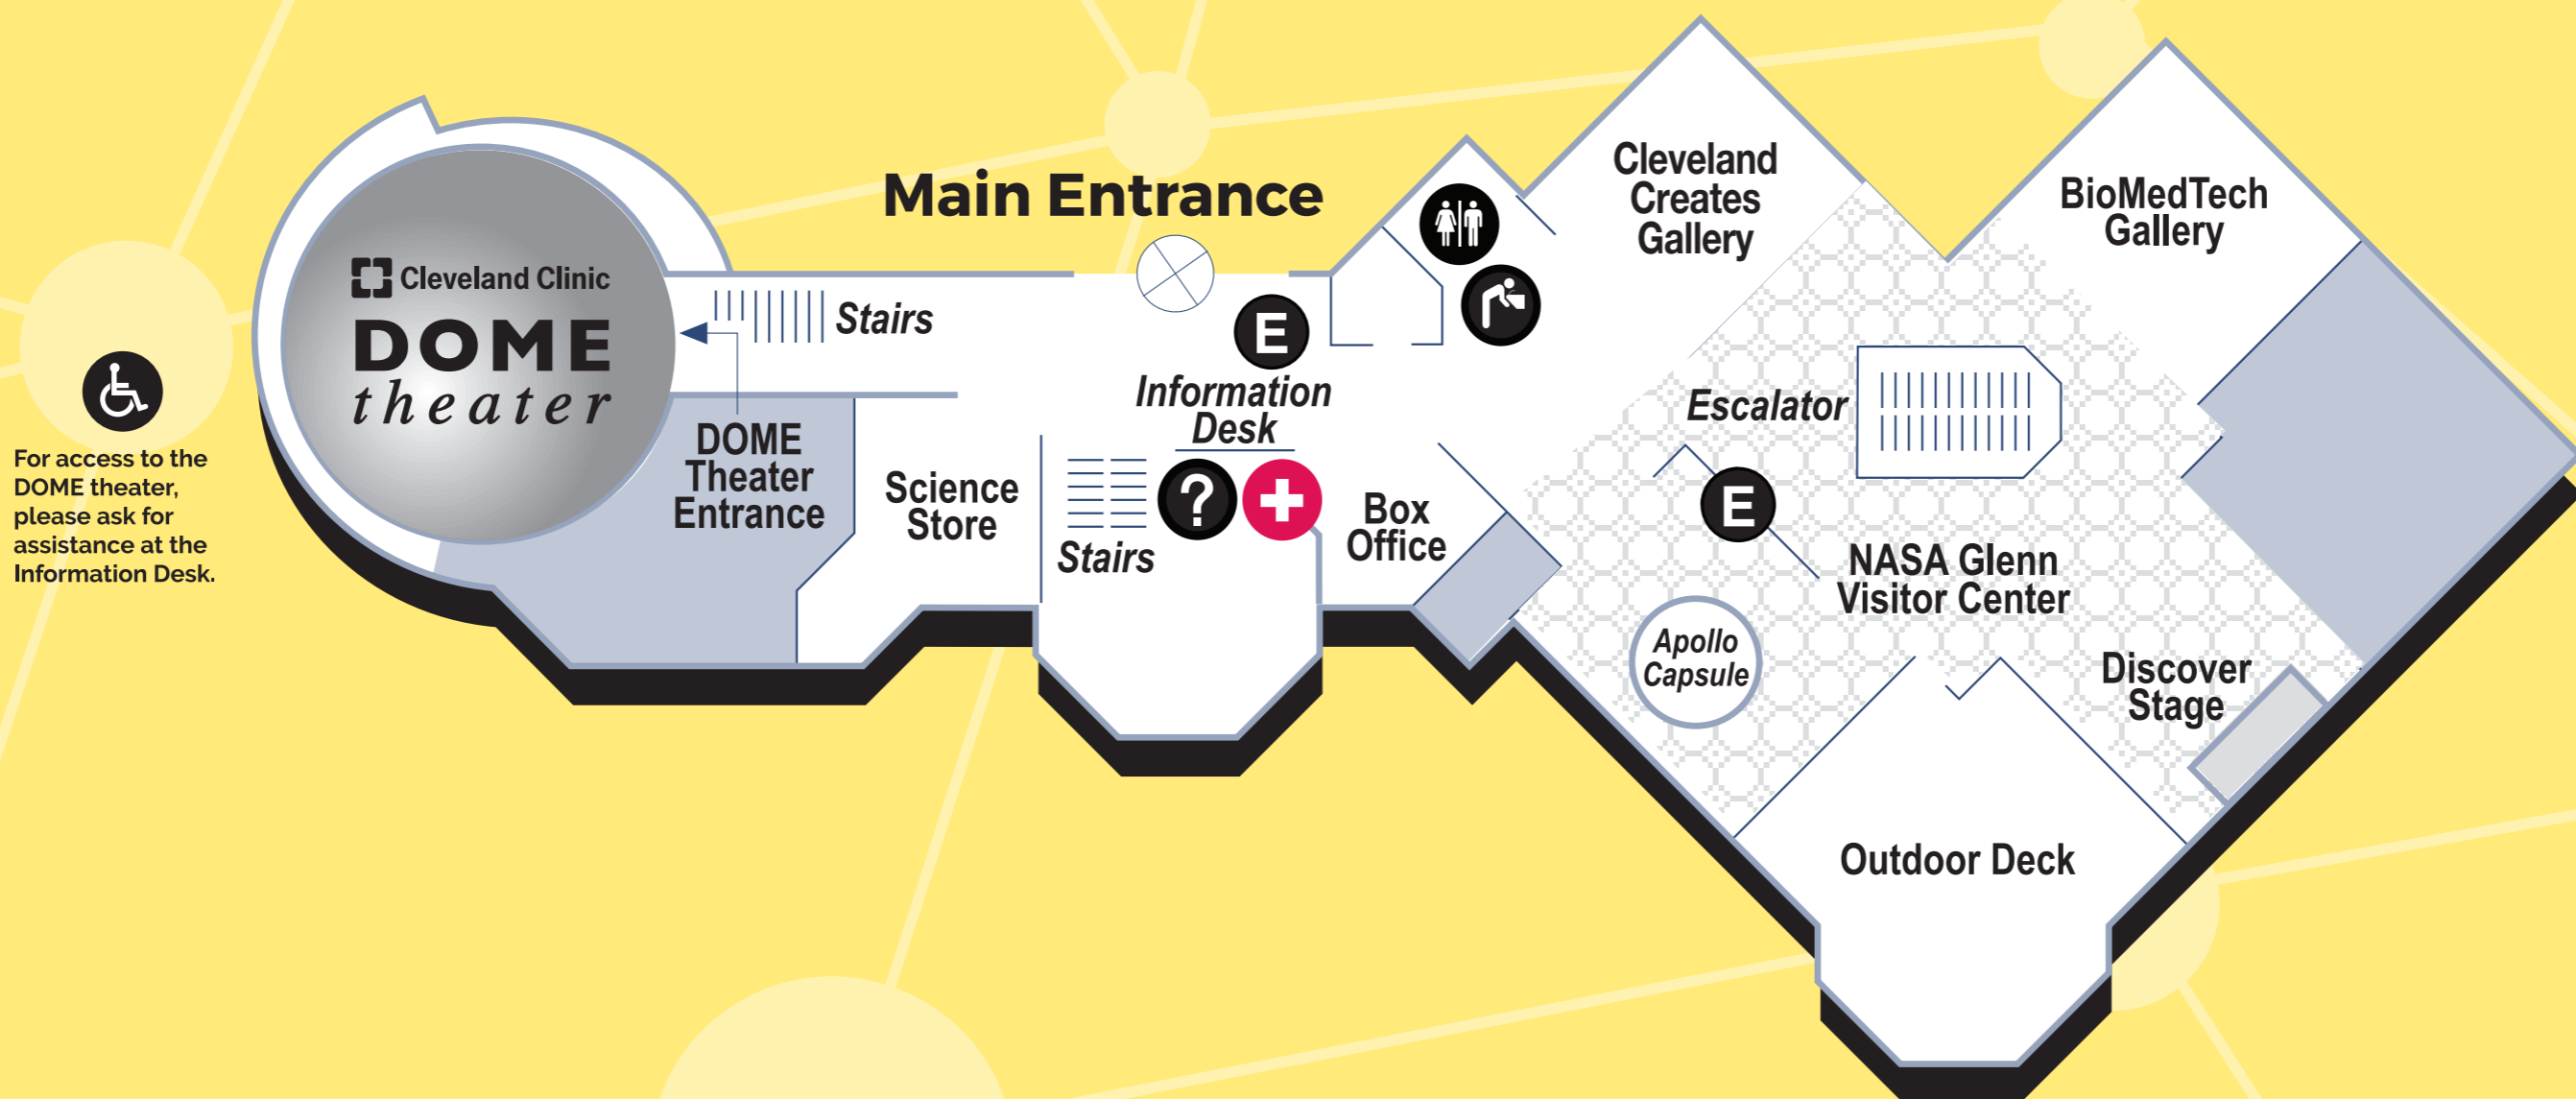 Main Entrance
Cleveland Clinic
DOME
theater
For access to the
DOME theater,
please ask for
assistance at the
Information Desk.
Stairs
DOME
Theater
Entrance
Science
Store
Stairs
E
Information
Desk
?
Box
Office
Cleveland
Creates
Gallery
BioMedTech
Gallery
Escalator
E
NASA Glenn
Visitor Center
Apollo
Capsule
Discover
Stage
Outdoor Deck